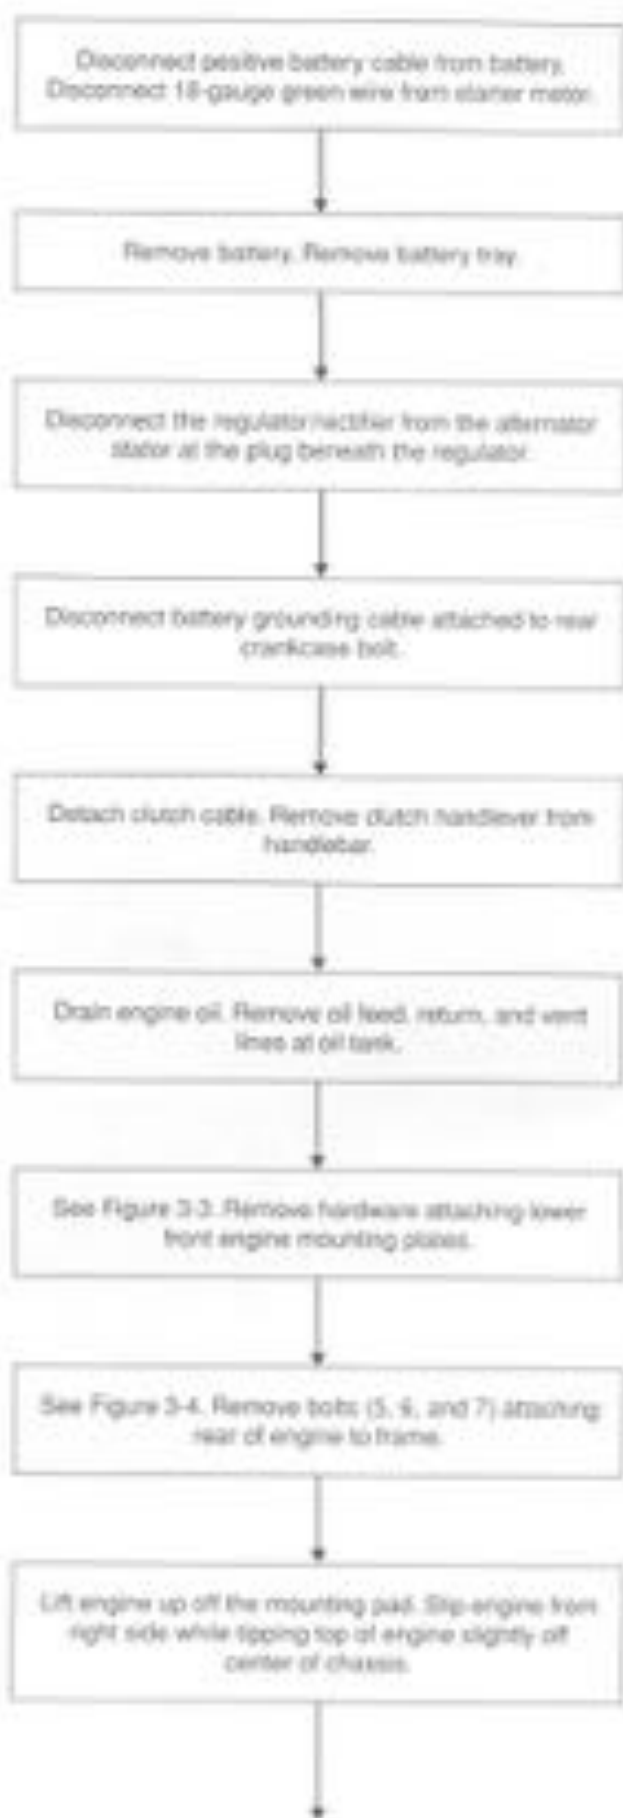 Disconnect positive battery cable from battery.
Disconnect 18-gauge green wire from starter motor.
Remove battery. Remove battery tray.
Disconnect the regulator/rectifier from the alternator
stator at the plug beneath the regulator.
Disconnect battery grounding cable attached to rear
crankcase bolt.
Detach clutch cable. Remove clutch handlever from
handlebar.
Drain engine oil. Remove oil feed, return, and vent
lines at oil tank.
See Figure 3-3. Remove hardware attaching lower
front engine mounting plates.
See Figure 3-4. Remove bolts (5, 6, and 7) attaching
rear of engine to frame.
Lift engine up off the mounting pad. Slip engine from
right side while tipping top of engine slightly off
center of chassis.